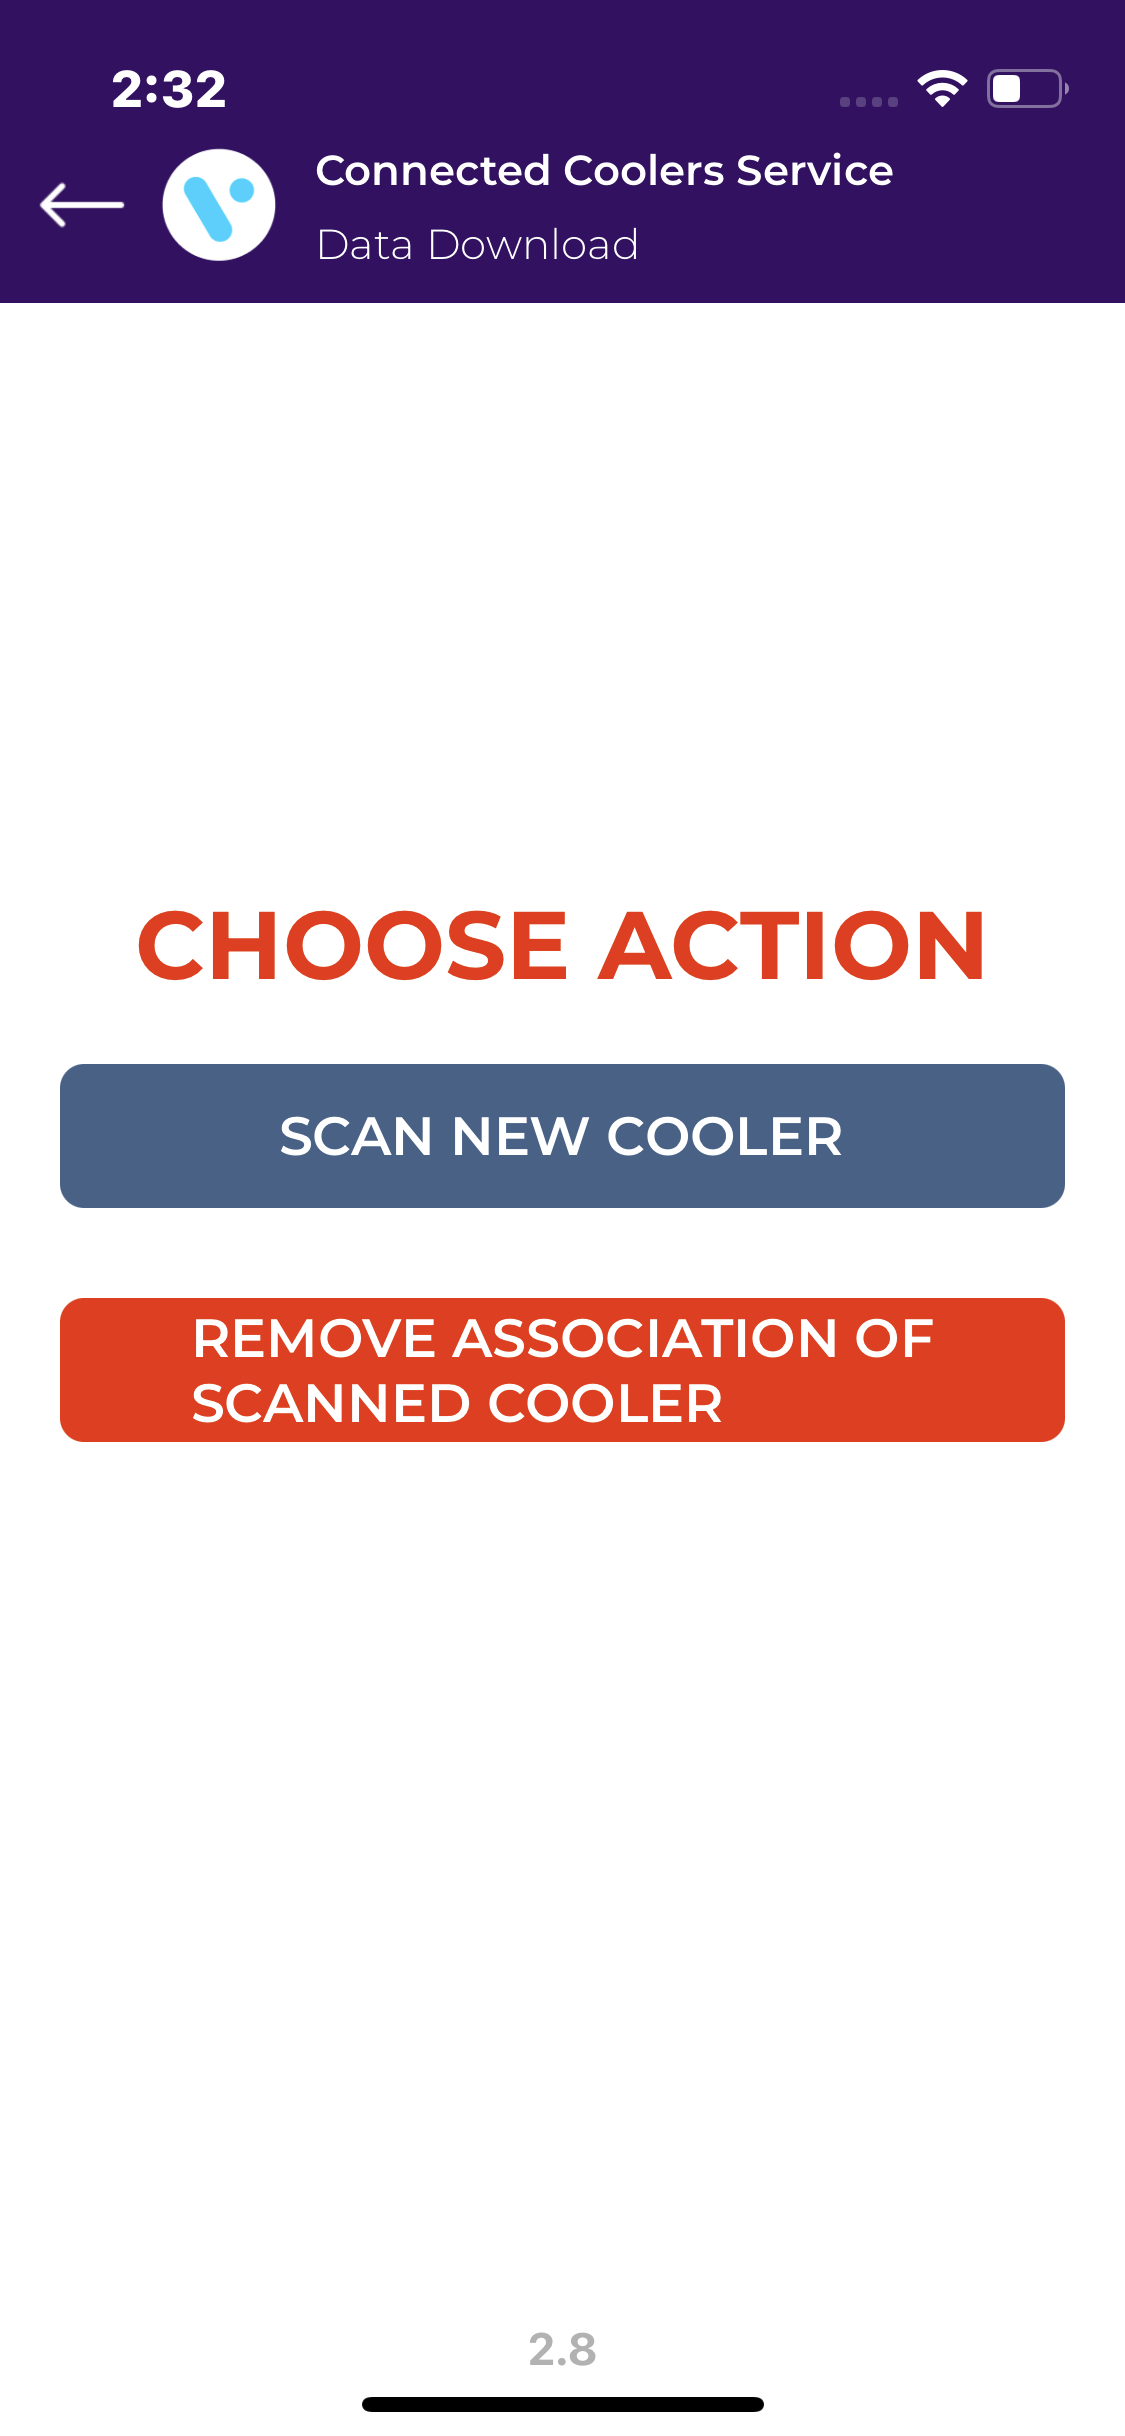 2:32
Connected Coolers Service
Data Download
CHOOSE ACTION
SCAN NEW COOLER
REMOVE ASSOCIATION OF
SCANNED COOLER
2.8